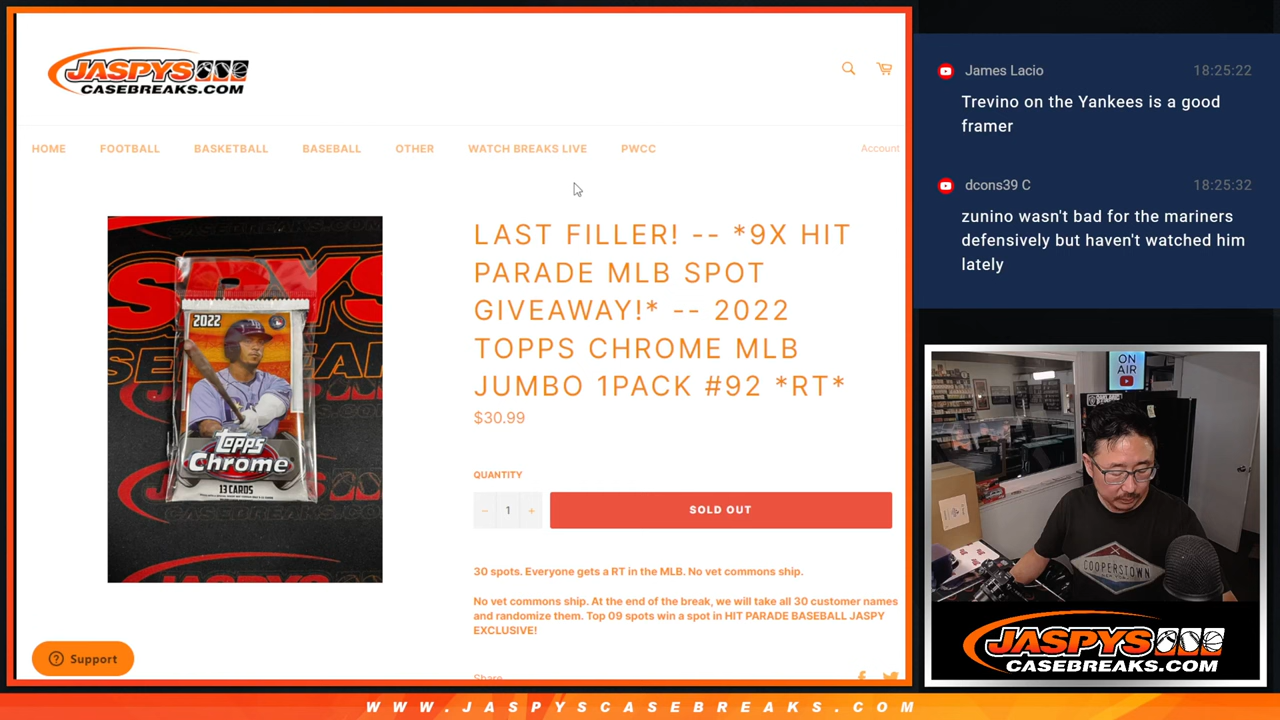 JASPYS
CASEBREAKS.COM
HOME FOOTBALL BASKETBALL BASEBALL OTHER WATCH BREAKS LIVE PWCC Account
2022
topps
Chrome
13 CARDS
LAST FILLER! -- *9X HIT
PARADE MLB SPOT
GIVEAWAY!* -- 2022
TOPPS CHROME MLB
JUMBO 1PACK #92 *RT*
$30.99
QUANTITY
− 1 +
SOLD OUT
30 spots. Everyone gets a RT in the MLB. No vet commons ship.
No vet commons ship. At the end of the break, we will take all 30 customer names
and randomize them. Top 09 spots win a spot in HIT PARADE BASEBALL JASPY
EXCLUSIVE!
Share
Support
James Lacio 18:25:22
Trevino on the Yankees is a good
framer
dcons39 C 18:25:32
zunino wasn't bad for the mariners
defensively but haven't watched him
lately
ON
AIR
COOPERSTOWN
JASPYS
CASEBREAKS.COM
WWW.JASPYSCASEBREAKS.COM